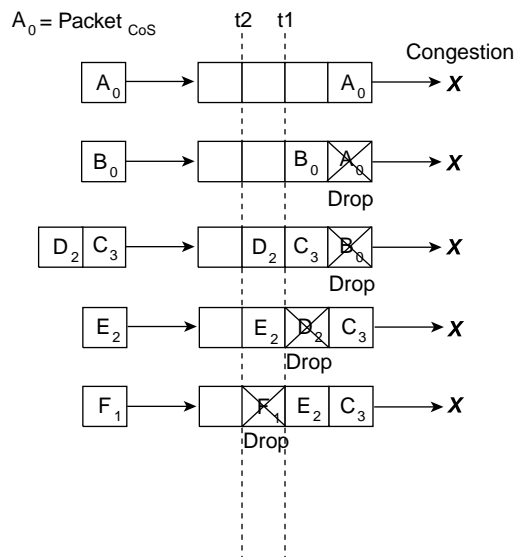 t2 t1
A0 = Packet CoS
Congestion
A0 A0 X
B0 B0 A0 X
Drop
D2 C3 D2 C3 B0 X
Drop
E2 E2 D2 C3 X
Drop
F1 F1 E2 C3 X
Drop